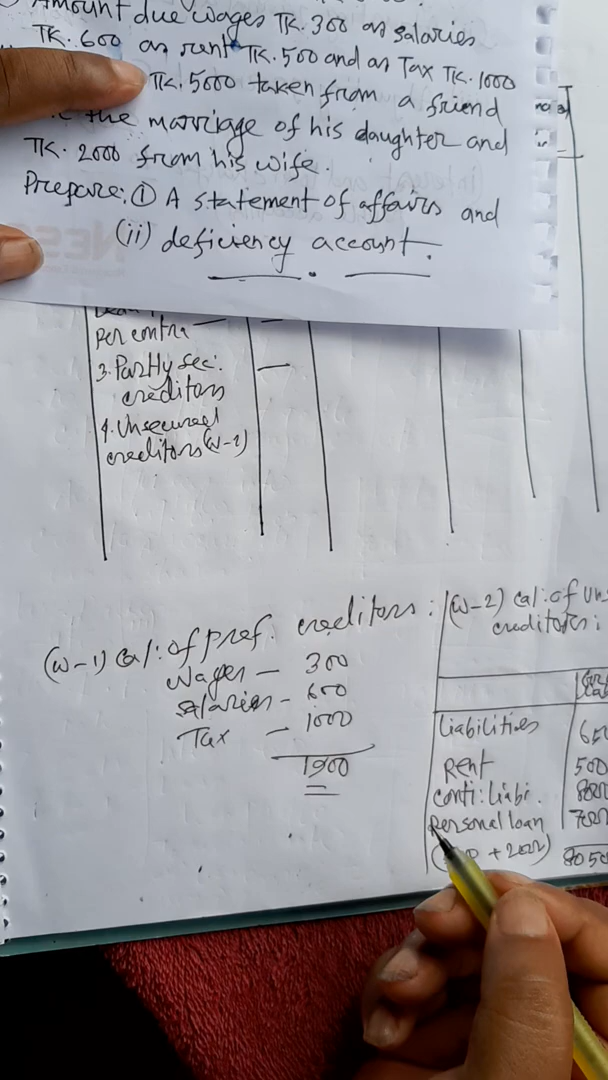 Amount due wages TK. 300 as salaries
TK. 600 as rent TK. 500 and as Tax TK. 1000
TK. 5000 taken from a friend
the marriage of his daughter and
TK. 2000 from his wife.
Prepare: (i) A statement of affairs and
(ii) deficiency account.
per contra —
3. Partly sec. creditors —
4. Unsecured
creditors (W-2)
(W-1) Cal: of pref. creditors:
Wages — 300
Salaries - 600
Tax — 1000
1900
(W-2) Cal: of
creditors:
Liabilities
Rent 500
Conti: liabi.
Personal loan
+ 2000)